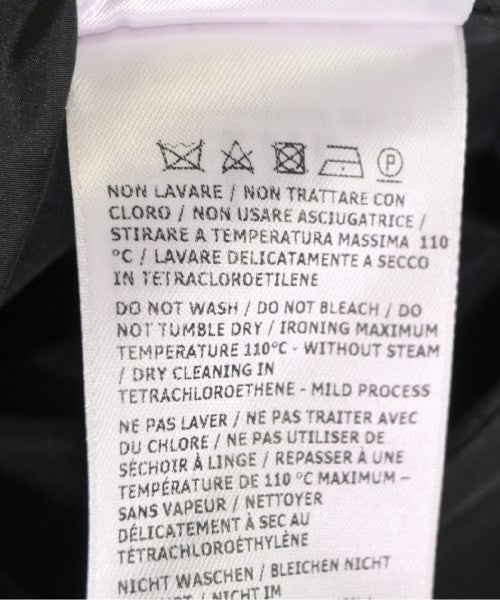 P
NON LAVARE / NON TRATTARE CON
CLORO / NON USARE ASCIUGATRICE /
STIRARE A TEMPERATURA MASSIMA 110
°C / LAVARE DELICATAMENTE A SECCO
IN TETRACLOROETILENE
DO NOT WASH / DO NOT BLEACH / DO
NOT TUMBLE DRY / IRONING MAXIMUM
TEMPERATURE 110°C - WITHOUT STEAM
/ DRY CLEANING IN
TETRACHLOROETHENE - MILD PROCESS
NE PAS LAVER / NE PAS TRAITER AVEC
DU CHLORE / NE PAS UTILISER DE
SÉCHOIR À LINGE / REPASSER À UNE
TEMPÉRATURE DE 110 °C MAXIMUM –
SANS VAPEUR / NETTOYER
DÉLICATEMENT À SEC AU
TÉTRACHLOROÉTHYLÈNE
NICHT WASCHEN / BLEICHEN NICHT
/ NICHT IM